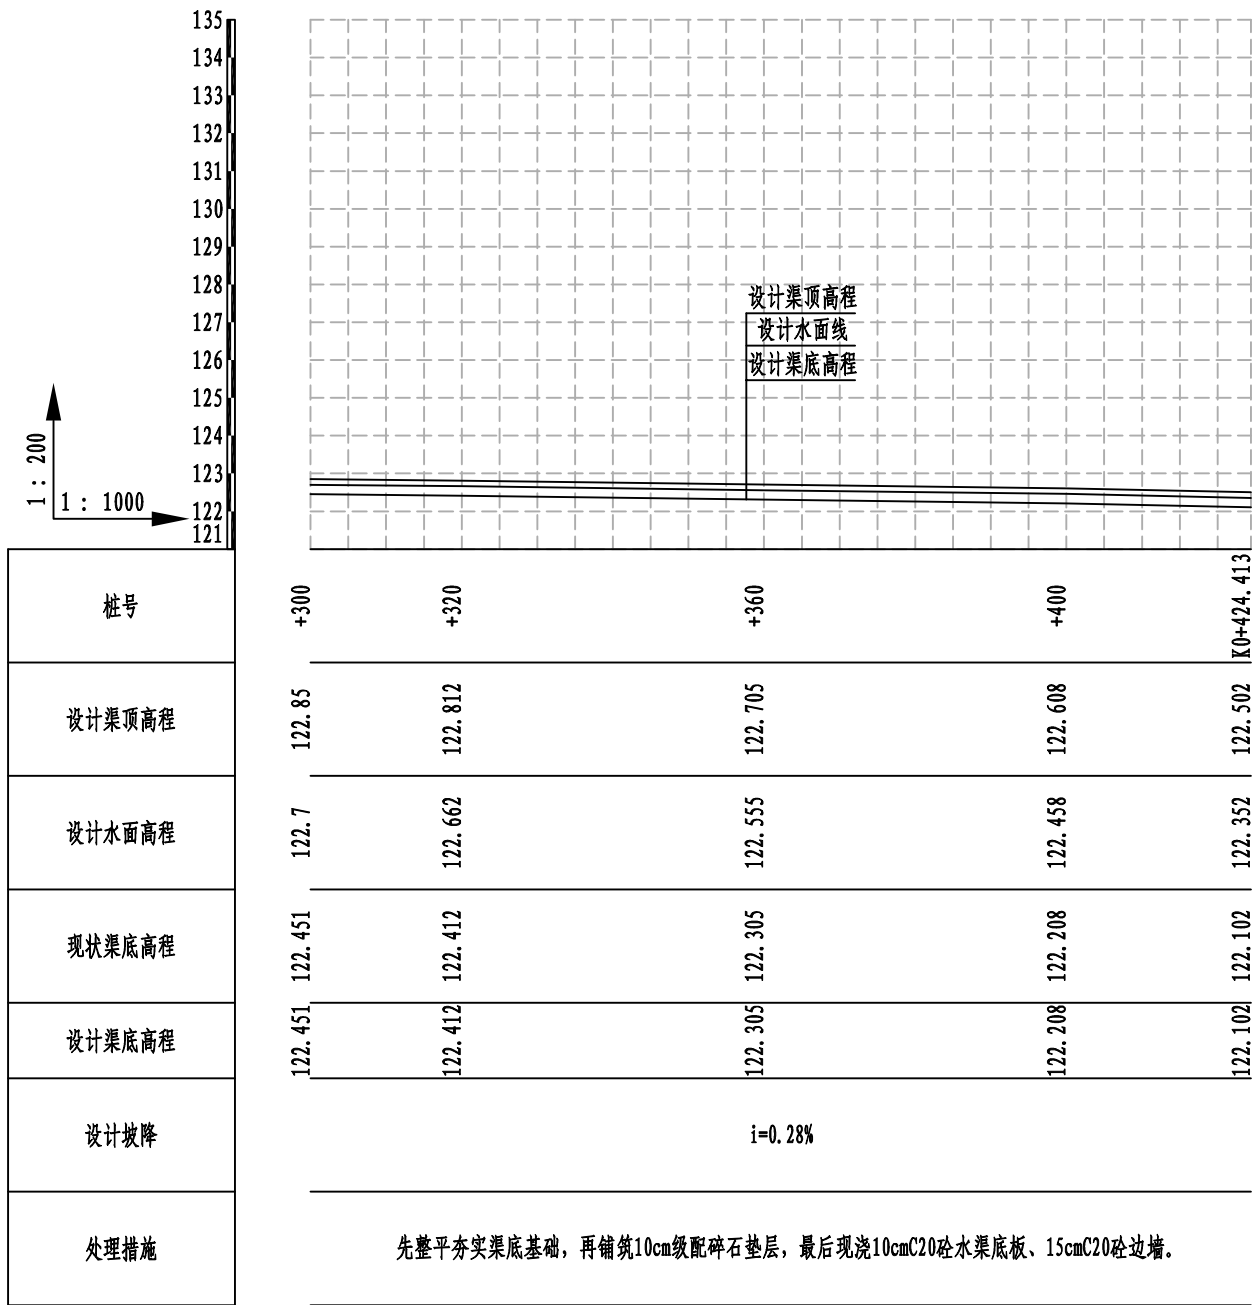 135
134
133
132
131
130
129
128
127
126
125
124
123
122
121
1：200
1：1000
设计渠顶高程
设计水面线
设计渠底高程
桩号 +300 +320 +360 +400 K0+424.413
设计渠顶高程 122.85 122.812 122.705 122.608 122.502
设计水面高程 122.7 122.662 122.555 122.458 122.352
现状渠底高程 122.451 122.412 122.305 122.208 122.102
设计渠底高程 122.451 122.412 122.305 122.208 122.102
设计坡降 i=0.28%
处理措施 先整平夯实渠底基础，再铺筑10cm级配碎石垫层，最后现浇10cmC20砼水渠底板、15cmC20砼边墙。